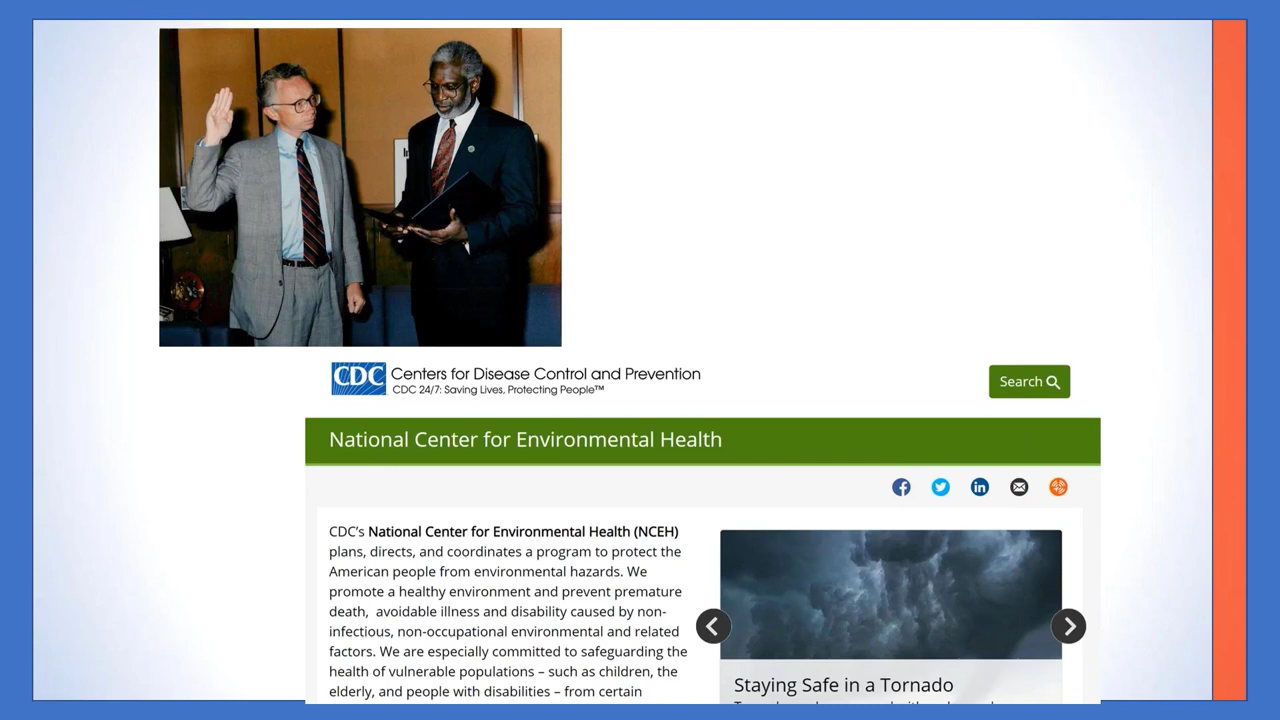 CDC Centers for Disease Control and Prevention
CDC 24/7: Saving Lives, Protecting People™
Search
National Center for Environmental Health
CDC's National Center for Environmental Health (NCEH)
plans, directs, and coordinates a program to protect the
American people from environmental hazards. We
promote a healthy environment and prevent premature
death, avoidable illness and disability caused by non-
infectious, non-occupational environmental and related
factors. We are especially committed to safeguarding the
health of vulnerable populations – such as children, the
elderly, and people with disabilities – from certain
Staying Safe in a Tornado